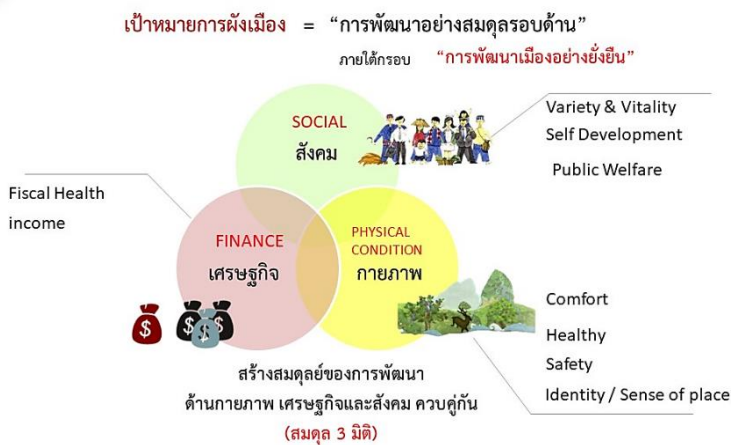 เป้าหมายการผังเมือง = “การพัฒนาอย่างสมดุลรอบด้าน”
ภายใต้กรอบ “การพัฒนาเมืองอย่างยั่งยืน”
SOCIAL
สังคม
Variety & Vitality
Self Development
Public Welfare
Fiscal Health
income
FINANCE
เศรษฐกิจ
PHYSICAL
CONDITION
กายภาพ
$
$ $
$
Comfort
Healthy
Safety
Identity / Sense of place
สร้างสมดุลย์ของการพัฒนา
ด้านกายภาพ เศรษฐกิจและสังคม ควบคู่กัน
(สมดุล 3 มิติ)